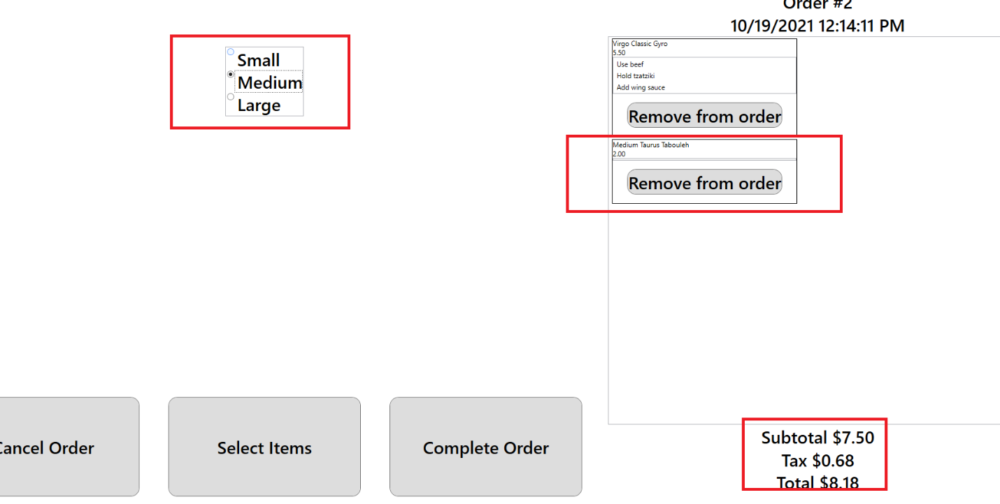 Order #2
10/19/2021 12:14:11 PM
Small
Medium
Large
Virgo Classic Gyro
5.50
Use beef
Hold tzatziki
Add wing sauce
Remove from order
Medium Taurus Tabouleh
2.00
Remove from order
Cancel Order
Select Items
Complete Order
Subtotal $7.50
Tax $0.68
Total $8.18